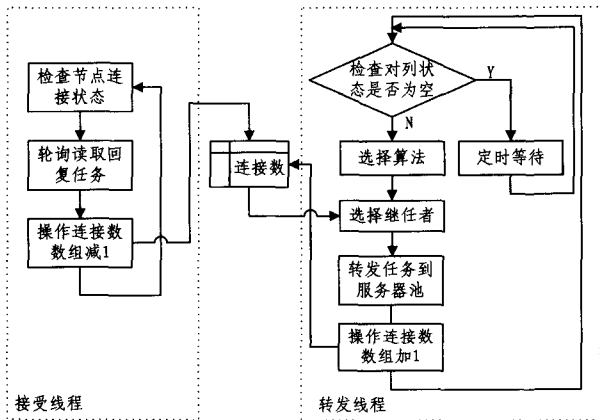 检查节点连
接状态
轮询读取回
复任务
操作连接数
数组减1
接受线程
连接数
检查对列状
态是否为空
Y
N
选择算法
定时等待
选择继任者
转发任务到
服务器池
操作连接数
数组加1
转发线程